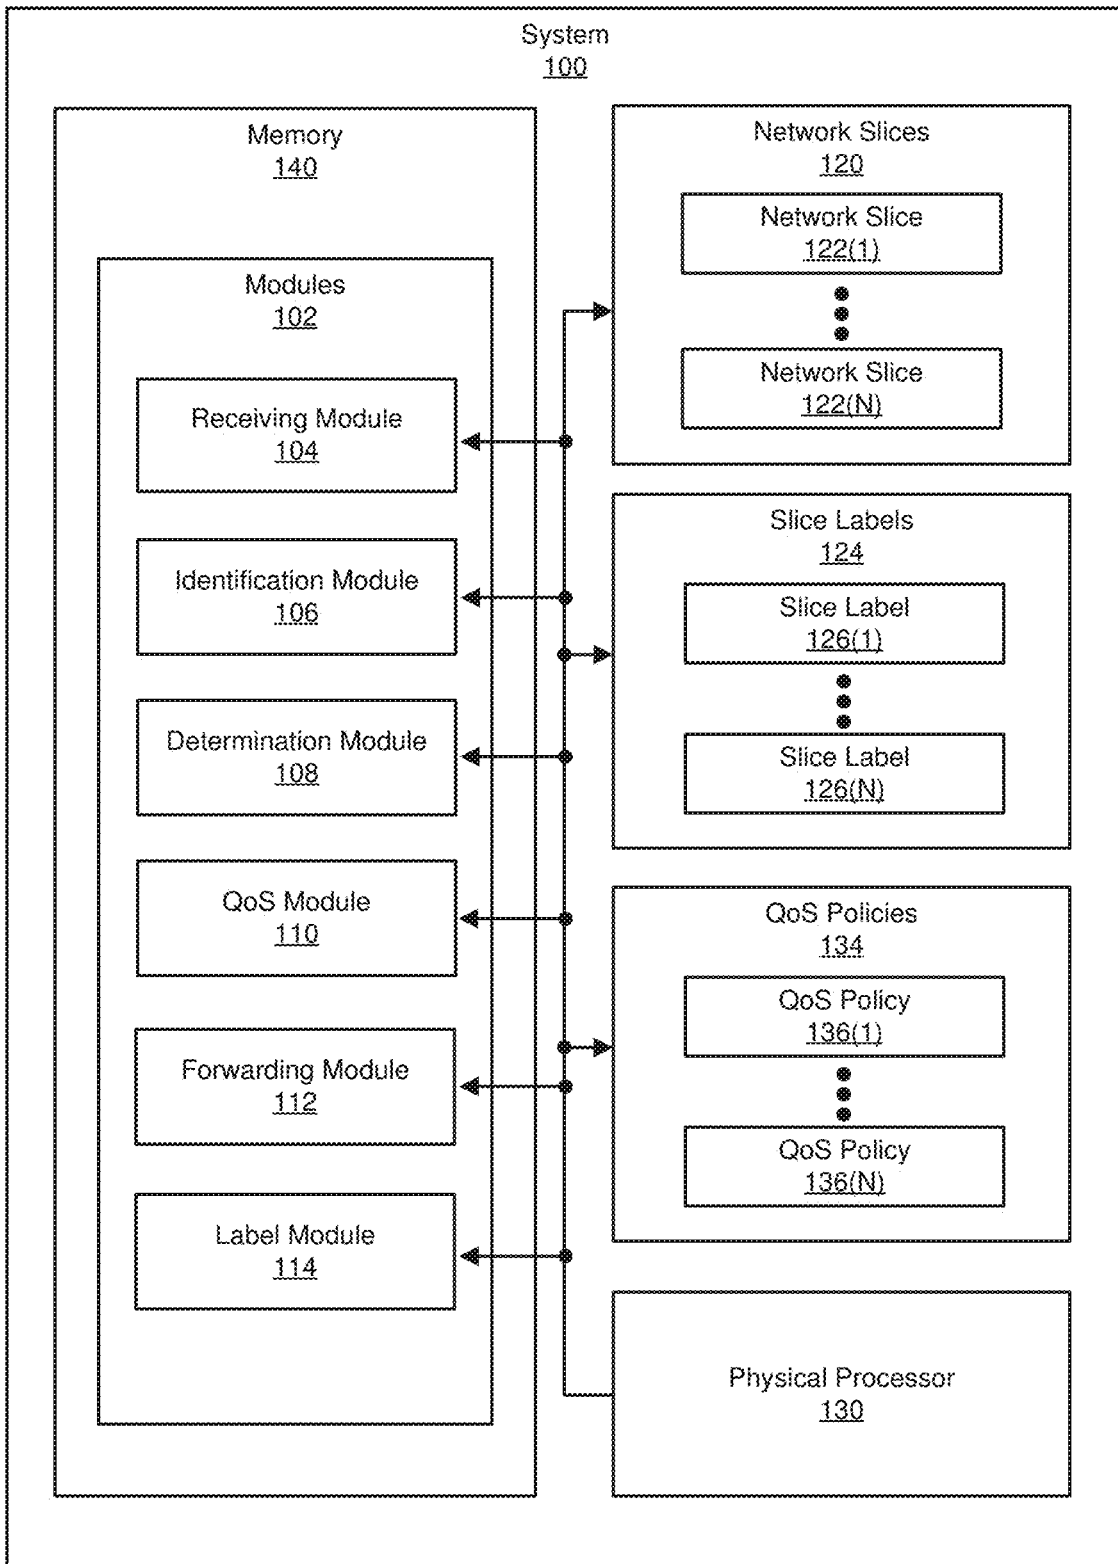 System
100
Memory
140
Modules
102
Receiving Module
104
Identification Module
106
Determination Module
108
QoS Module
110
Forwarding Module
112
Label Module
114
Network Slices
120
Network Slice
122(1)
Network Slice
122(N)
Slice Labels
124
Slice Label
126(1)
Slice Label
126(N)
QoS Policies
134
QoS Policy
136(1)
QoS Policy
136(N)
Physical Processor
130